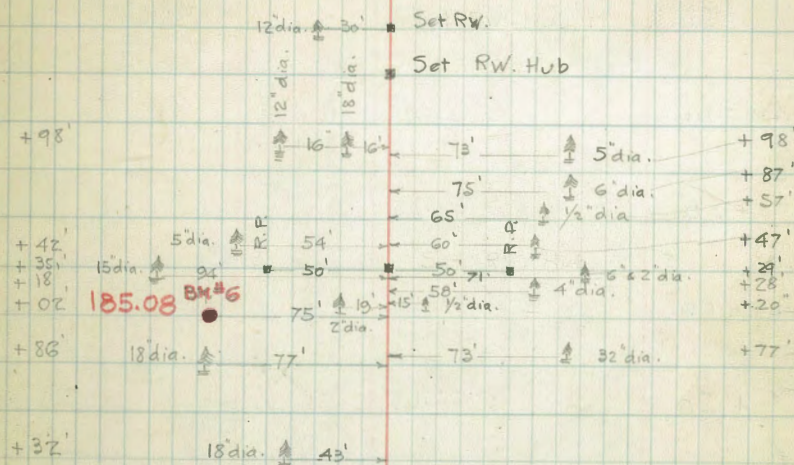 12"dia. 30' Set RW.
12" dia. 18" dia. Set RW. Hub
+98' 16' 16' 73' 5"dia. +98'
75' 6"dia. +87'
65' 1/2"dia +57'
+42' 5"dia. R.P. 54' 60' R.P. +47'
+35' 15"dia. 94' 50' 50' 71' 6"&2"dia. +29'
+18' 58' 4"dia. +28'
+02' 185.08 BM#6 75' 19' 15' 1/2"dia. +20"
2"dia.
+86' 18"dia. 77' 73' 32"dia. +77'
+32' 18"dia. 43'